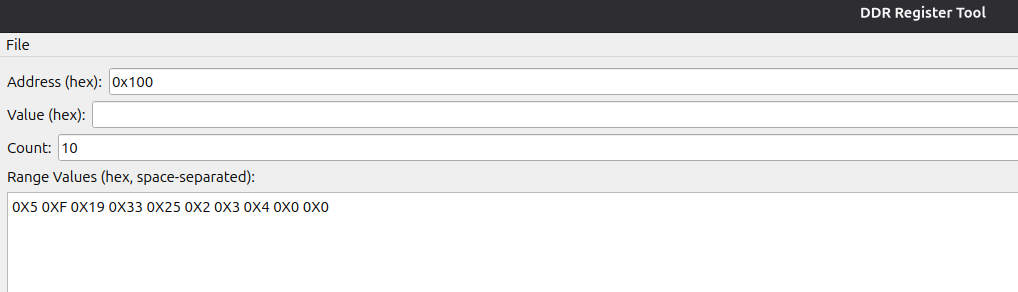 DDR Register Tool
File
Address (hex): 0x100
Value (hex):
Count: 10
Range Values (hex, space-separated):
0X5 0XF 0X19 0X33 0X25 0X2 0X3 0X4 0X0 0X0